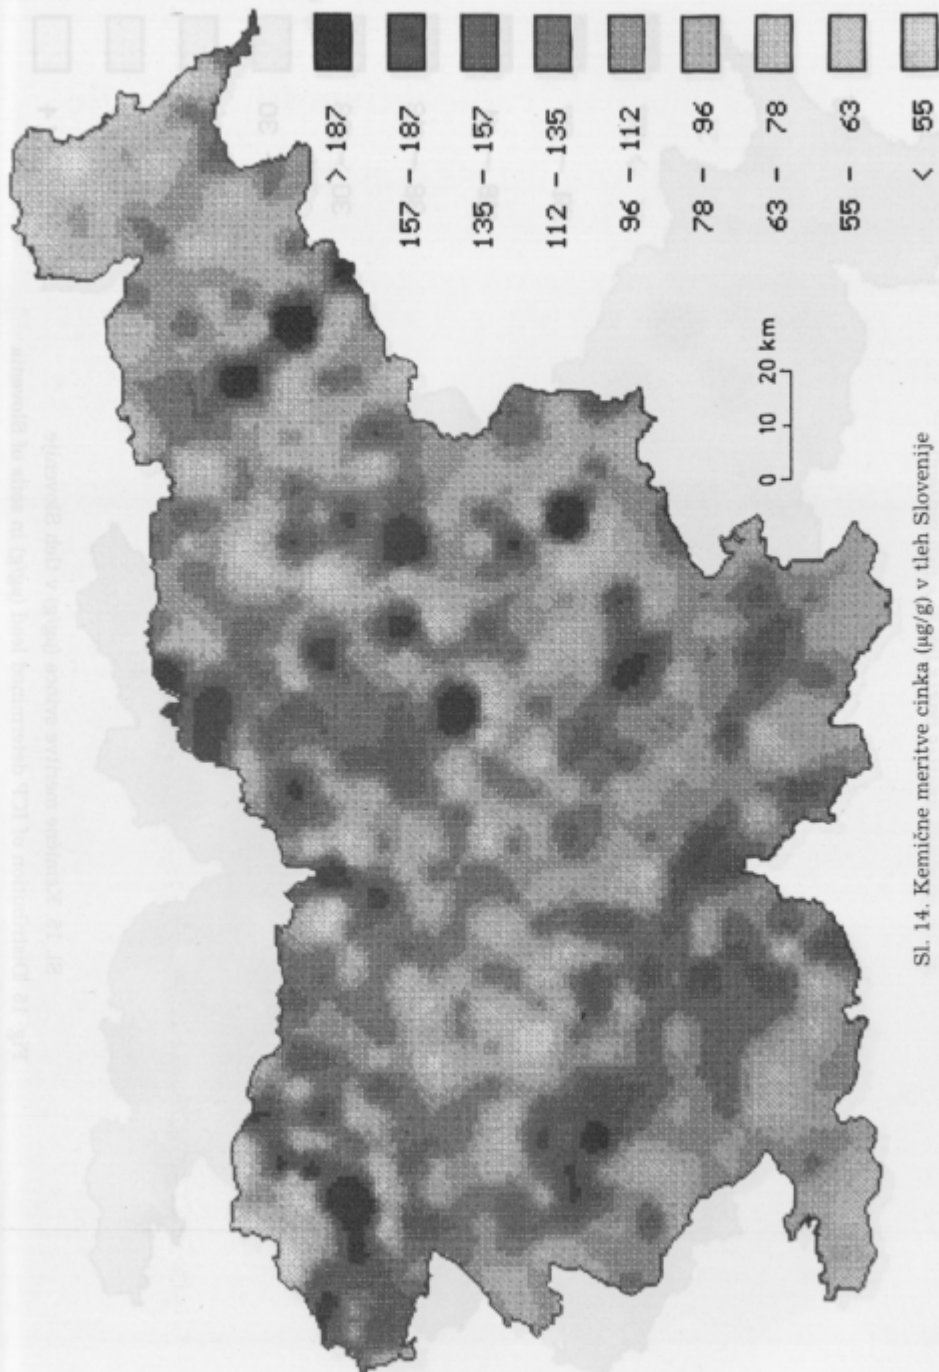 > 187
157 – 187
135 – 157
112 – 135
96 – 112
78 – 96
63 – 78
55 – 63
< 55
0 10 20 km
Sl. 14. Kemične meritve cinka (µg/g) v tleh Slovenije